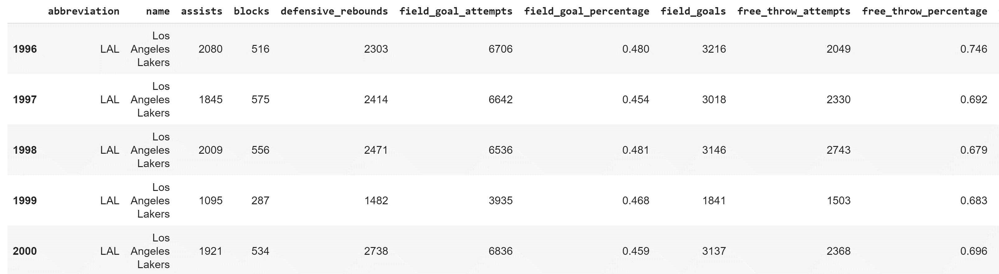 abbreviation name assists blocks defensive_rebounds field_goal_attempts field_goal_percentage field_goals free_throw_attempts free_throw_percentage
Los
1996 LAL Angeles 2080 516 2303 6706 0.480 3216 2049 0.746
Lakers
Los
1997 LAL Angeles 1845 575 2414 6642 0.454 3018 2330 0.692
Lakers
Los
1998 LAL Angeles 2009 556 2471 6536 0.481 3146 2743 0.679
Lakers
Los
1999 LAL Angeles 1095 287 1482 3935 0.468 1841 1503 0.683
Lakers
Los
2000 LAL Angeles 1921 534 2738 6836 0.459 3137 2368 0.696
Lakers